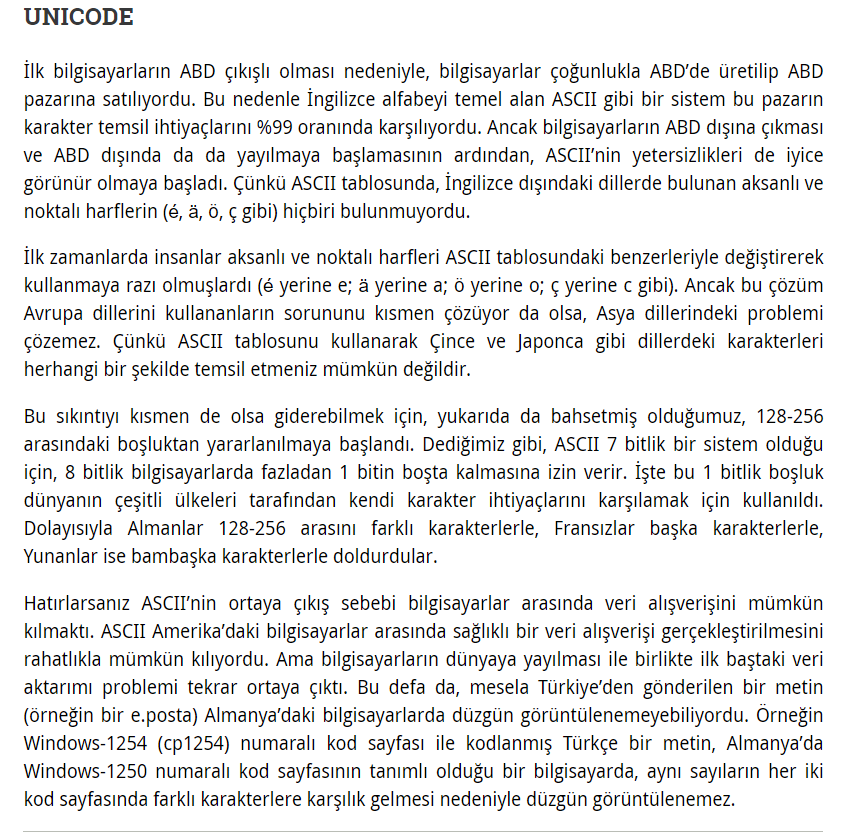 UNICODE
İlk bilgisayarların ABD çıkışlı olması nedeniyle, bilgisayarlar çoğunlukla ABD’de üretilip ABD
pazarına satılıyordu. Bu nedenle İngilizce alfabeyi temel alan ASCII gibi bir sistem bu pazarın
karakter temsil ihtiyaçlarını %99 oranında karşılıyordu. Ancak bilgisayarların ABD dışına çıkması
ve ABD dışında da da yayılmaya başlamasının ardından, ASCII’nin yetersizlikleri de iyice
görünür olmaya başladı. Çünkü ASCII tablosunda, İngilizce dışındaki dillerde bulunan aksanlı ve
noktalı harflerin (é, ä, ö, ç gibi) hiçbiri bulunmuyordu.
İlk zamanlarda insanlar aksanlı ve noktalı harfleri ASCII tablosundaki benzerleriyle değiştirerek
kullanmaya razı olmuşlardı (é yerine e; ä yerine a; ö yerine o; ç yerine c gibi). Ancak bu çözüm
Avrupa dillerini kullananların sorununu kısmen çözüyor da olsa, Asya dillerindeki problemi
çözemez. Çünkü ASCII tablosunu kullanarak Çince ve Japonca gibi dillerdeki karakterleri
herhangi bir şekilde temsil etmeniz mümkün değildir.
Bu sıkıntıyı kısmen de olsa giderebilmek için, yukarıda da bahsetmiş olduğumuz, 128-256
arasındaki boşluktan yararlanılmaya başlandı. Dediğimiz gibi, ASCII 7 bitlik bir sistem olduğu
için, 8 bitlik bilgisayarlarda fazladan 1 bitin boşta kalmasına izin verir. İşte bu 1 bitlik boşluk
dünyanın çeşitli ülkeleri tarafından kendi karakter ihtiyaçlarını karşılamak için kullanıldı.
Dolayısıyla Almanlar 128-256 arasını farklı karakterlerle, Fransızlar başka karakterlerle,
Yunanlar ise bambaşka karakterlerle doldurdular.
Hatırlarsanız ASCII’nin ortaya çıkış sebebi bilgisayarlar arasında veri alışverişini mümkün
kılmaktı. ASCII Amerika’daki bilgisayarlar arasında sağlıklı bir veri alışverişi gerçekleştirilmesini
rahatlıkla mümkün kılıyordu. Ama bilgisayarların dünyaya yayılması ile birlikte ilk baştaki veri
aktarımı problemi tekrar ortaya çıktı. Bu defa da, mesela Türkiye’den gönderilen bir metin
(örneğin bir e.posta) Almanya’daki bilgisayarlarda düzgün görüntülenemeyebiliyordu. Örneğin
Windows-1254 (cp1254) numaralı kod sayfası ile kodlanmış Türkçe bir metin, Almanya’da
Windows-1250 numaralı kod sayfasının tanımlı olduğu bir bilgisayarda, aynı sayıların her iki
kod sayfasında farklı karakterlere karşılık gelmesi nedeniyle düzgün görüntülenemez.